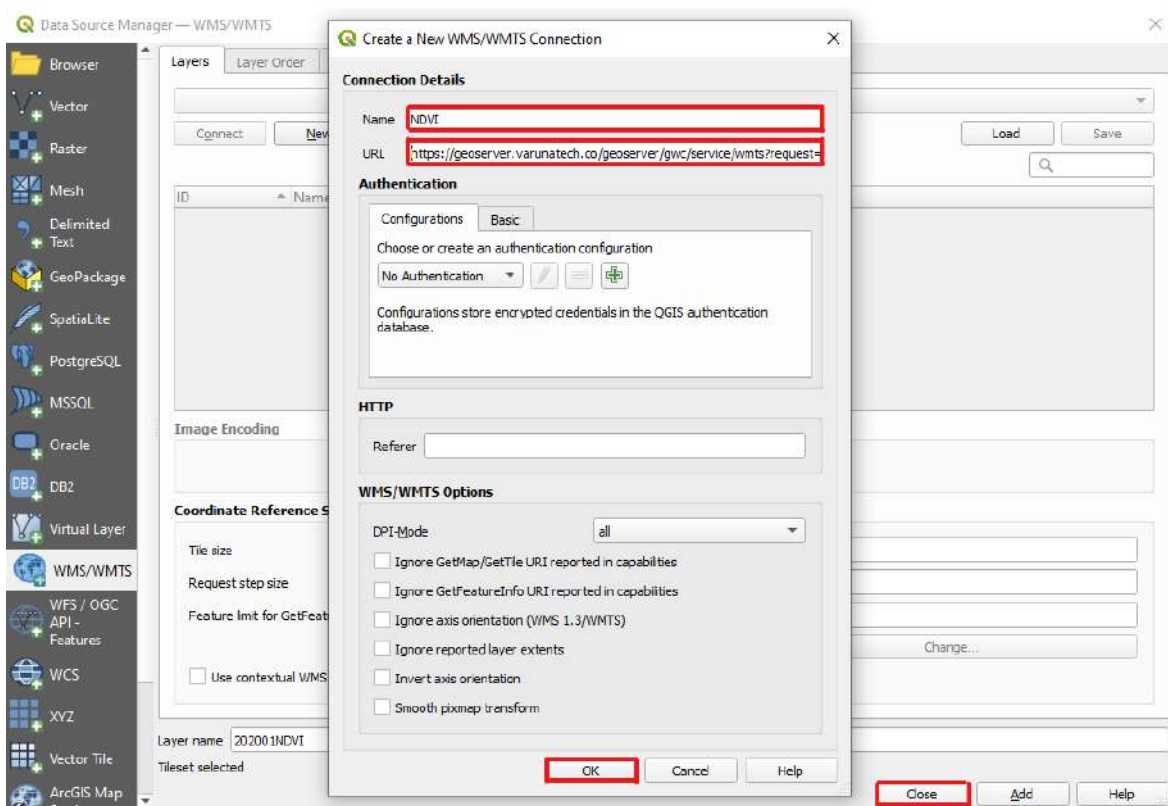 Data Source Manager — WMS/WMTS
Browser
Vector
Raster
Mesh
Delimited
Text
GeoPackage
SpatiaLite
PostgreSQL
MSSQL
Oracle
DB2
DB2
Virtual Layer
WMS/WMTS
WFS / OGC
API -
Features
WCS
XYZ
Vector Tile
ArcGIS Map
Layers
Layer Order
Connect
New
Load
Save
ID
Name
Image Encoding
Coordinate Reference S
Tile size
Request step size
Feature limit for GetFeat
Use contextual WMS
Change...
Layer name 202001NDVI
Tileset selected
Close
Add
Help
Create a New WMS/WMTS Connection
Connection Details
Name NDVI
URL https://geoserver.varunatech.co/geoserver/gwc/service/wmts?request=
Authentication
Configurations
Basic
Choose or create an authentication configuration
No Authentication
Configurations store encrypted credentials in the QGIS authentication
database.
HTTP
Referer
WMS/WMTS Options
DPI-Mode all
Ignore GetMap/GetTile URI reported in capabilities
Ignore GetFeatureInfo URI reported in capabilities
Ignore axis orientation (WMS 1.3/WMTS)
Ignore reported layer extents
Invert axis orientation
Smooth pixmap transform
OK
Cancel
Help